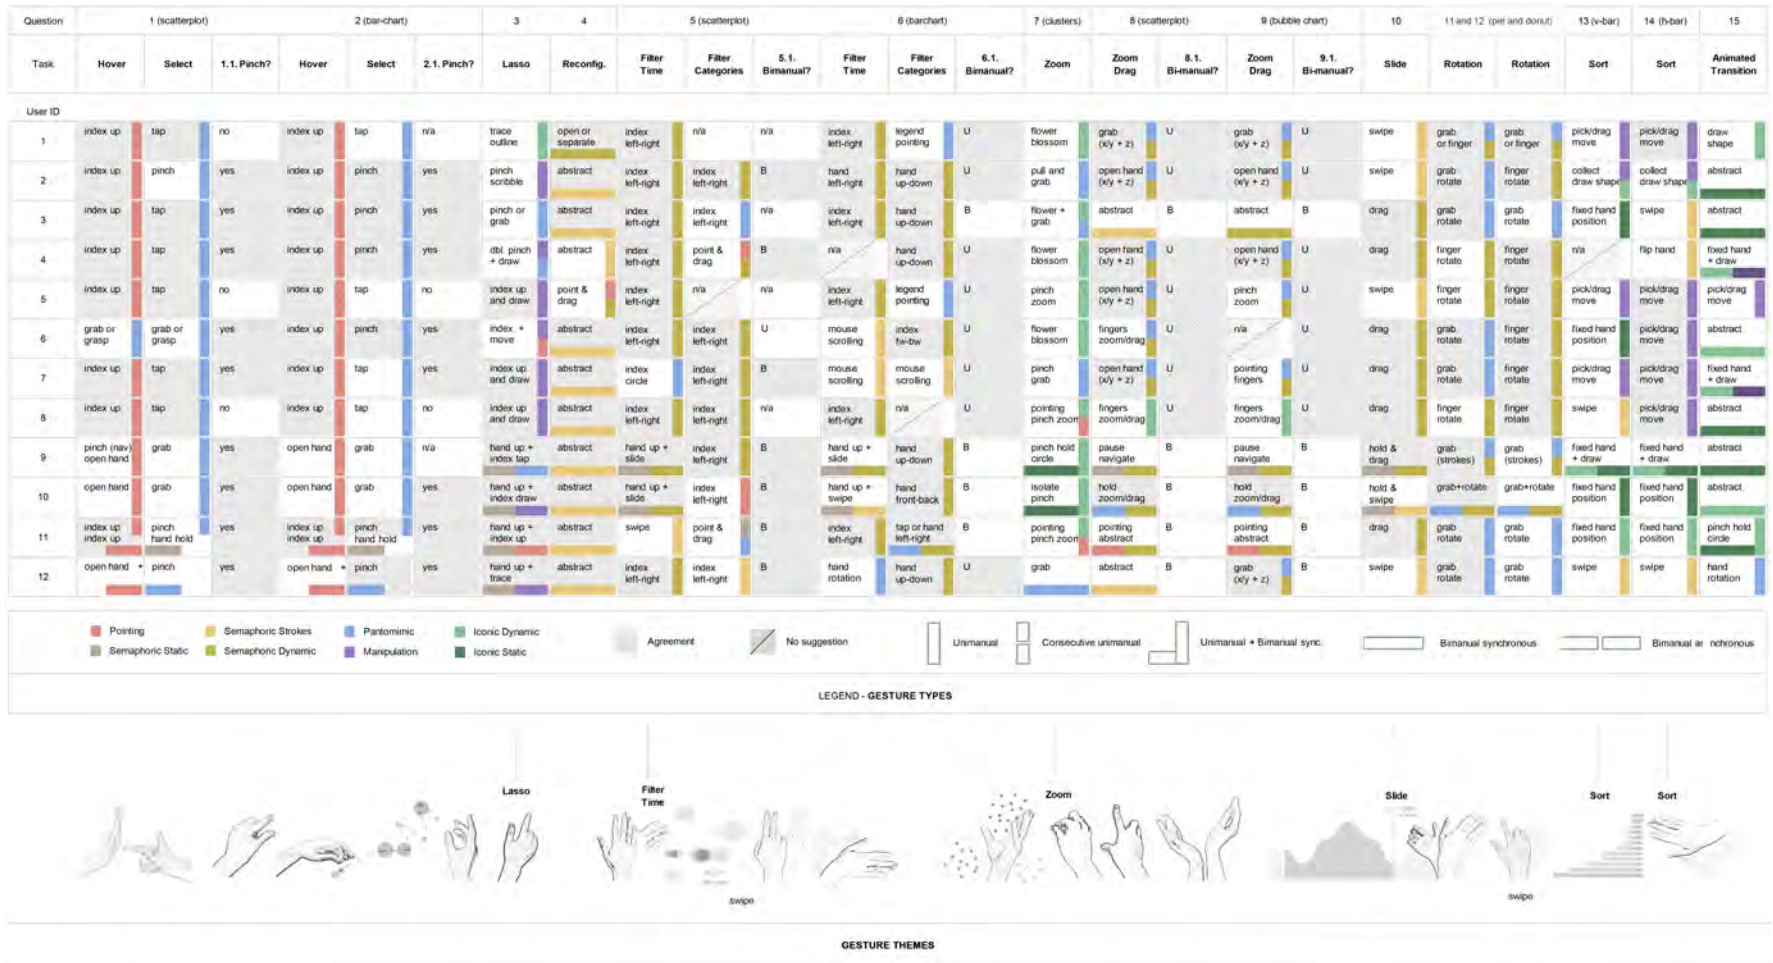 Question 1 (scatterplot) 2 (bar-chart) 3 4 5 (scatterplot) 6 (barchart) 7 (clusters) 8 (scatterplot) 9 (bubble chart) 10 11 and 12 (pie and donut) 13 (v-bar) 14 (h-bar) 15
Task Hover Select 1.1. Pinch? Hover Select 2.1. Pinch? Lasso Reconfig. Filter Time Filter Categories 5.1. Bimanual? Filter Time Filter Categories 6.1. Bimanual? Zoom Zoom Drag 8.1. Bi-manual? Zoom Drag 9.1. Bi-manual? Slide Rotation Rotation Sort Sort Animated Transition
User ID
1 index up tap no index up tap n/a trace outline open or separate index left-right n/a n/a index left-right legend pointing U flower blossom grab (x/y + z) U grab (x/y + z) U swipe grab or finger grab or finger pick/drag move pick/drag move draw shape
2 index up pinch yes index up pinch yes pinch scribble abstract index left-right index left-right B hand left-right hand up-down U pull and grab open hand (x/y + z) U open hand (x/y + z) U swipe grab rotate finger rotate collect draw shape collect draw shape abstract
3 index up tap yes index up pinch yes pinch or grab abstract index left-right index left-right n/a index left-right hand up-down B flower + grab abstract B abstract B drag grab rotate grab rotate fixed hand position swipe abstract
4 index up tap yes index up pinch yes dbl. pinch + draw abstract index left-right point & drag B n/a hand up-down U flower blossom open hand (x/y + z) U open hand (x/y + z) U drag finger rotate finger rotate n/a flip hand fixed hand + draw
5 index up tap no index up tap no index up and draw point & drag index left-right n/a n/a index left-right legend pointing U pinch zoom open hand (x/y + z) U pinch zoom U swipe finger rotate finger rotate pick/drag move pick/drag move pick/drag move
6 grab or grasp grab or grasp yes index up pinch yes index + move abstract index left-right index left-right U mouse scrolling index fw-bw U flower blossom fingers zoom/drag U n/a U drag grab rotate finger rotate fixed hand position pick/drag move abstract
7 index up tap yes index up tap yes index up and draw abstract index circle index left-right B mouse scrolling mouse scrolling U pinch grab open hand (x/y + z) U pointing fingers U drag grab rotate finger rotate pick/drag move pick/drag move fixed hand + draw
8 index up tap no index up tap no index up and draw abstract index left-right index left-right n/a index left-right n/a U pointing pinch zoom fingers zoom/drag U fingers zoom/drag U drag finger rotate finger rotate swipe pick/drag move abstract
9 pinch (nav) open hand grab yes open hand grab n/a hand up + index tap abstract hand up + slide index left-right B hand up + slide hand up-down B pinch hold circle pause navigate B pause navigate B hold & drag grab (strokes) grab (strokes) fixed hand + draw fixed hand + draw abstract
10 open hand grab yes open hand grab yes hand up + index draw abstract hand up + slide index left-right B hand up + swipe hand front-back B isolate pinch hold zoom/drag B hold zoom/drag B hold & swipe grab+rotate grab+rotate fixed hand position fixed hand position abstract
11 index up index up pinch hand hold yes index up index up pinch hand hold yes hand up + index up abstract swipe point & drag B index left-right tap or hand left-right B pointing pinch zoom pointing abstract B pointing abstract B drag grab rotate grab rotate fixed hand position fixed hand position pinch hold circle
12 open hand + pinch yes open hand + pinch yes hand up + trace abstract index left-right index left-right B hand rotation hand up-down U grab abstract B grab (x/y + z) B swipe grab rotate grab rotate swipe swipe hand rotation
Pointing Semaphoric Strokes Pantomimic Iconic Dynamic Agreement No suggestion Unimanual Consecutive unimanual Unimanual + Bimanual sync. Bimanual synchronous Bimanual as nchronous
Semaphoric Static Semaphoric Dynamic Manipulation Iconic Static
LEGEND - GESTURE TYPES
Lasso Filter Time Zoom Slide Sort Sort
swipe swipe
GESTURE THEMES